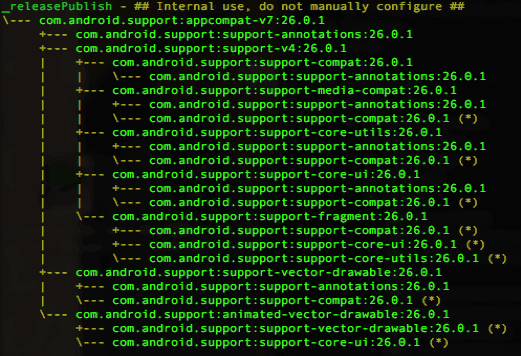 _releasePublish - ## Internal use, do not manually configure ##
\--- com.android.support:appcompat-v7:26.0.1
     +--- com.android.support:support-annotations:26.0.1
     +--- com.android.support:support-v4:26.0.1
     |    +--- com.android.support:support-compat:26.0.1
     |    |    \--- com.android.support:support-annotations:26.0.1
     |    +--- com.android.support:support-media-compat:26.0.1
     |    |    +--- com.android.support:support-annotations:26.0.1
     |    |    \--- com.android.support:support-compat:26.0.1 (*)
     |    +--- com.android.support:support-core-utils:26.0.1
     |    |    +--- com.android.support:support-annotations:26.0.1
     |    |    \--- com.android.support:support-compat:26.0.1 (*)
     |    +--- com.android.support:support-core-ui:26.0.1
     |    |    +--- com.android.support:support-annotations:26.0.1
     |    |    \--- com.android.support:support-compat:26.0.1 (*)
     |    \--- com.android.support:support-fragment:26.0.1
     |         +--- com.android.support:support-compat:26.0.1 (*)
     |         +--- com.android.support:support-core-ui:26.0.1 (*)
     |         \--- com.android.support:support-core-utils:26.0.1 (*)
     +--- com.android.support:support-vector-drawable:26.0.1
     |    +--- com.android.support:support-annotations:26.0.1
     |    \--- com.android.support:support-compat:26.0.1 (*)
     \--- com.android.support:animated-vector-drawable:26.0.1
          +--- com.android.support:support-vector-drawable:26.0.1 (*)
          \--- com.android.support:support-core-ui:26.0.1 (*)